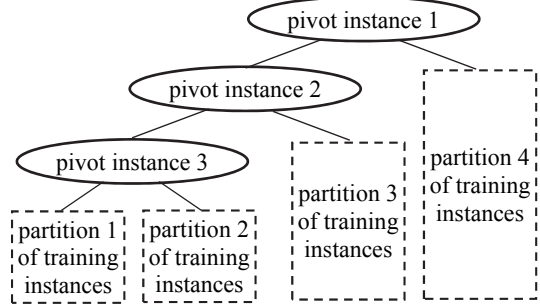 pivot instance 1
pivot instance 2
pivot instance 3
partition 1
of training
instances
partition 2
of training
instances
partition 3
of training
instances
partition 4
of training
instances